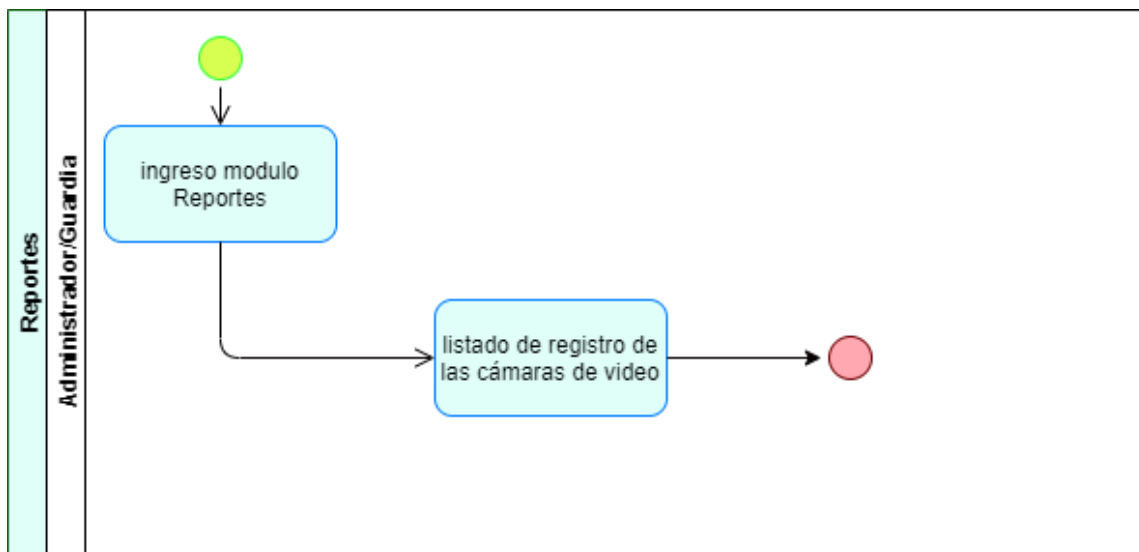 Reportes
Administrador/Guardia
ingreso modulo
Reportes
listado de registro de
las cámaras de video